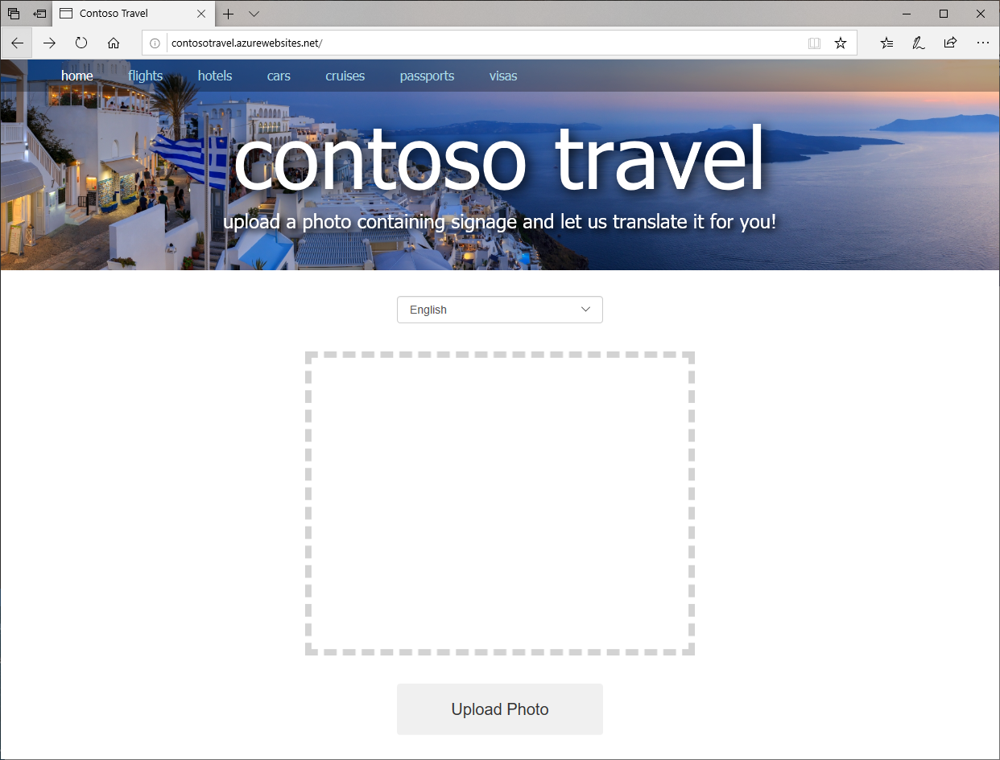 Contoso Travel
contosotravel.azurewebsites.net/
home flights hotels cars cruises passports visas
contoso travel
upload a photo containing signage and let us translate it for you!
English
Upload Photo